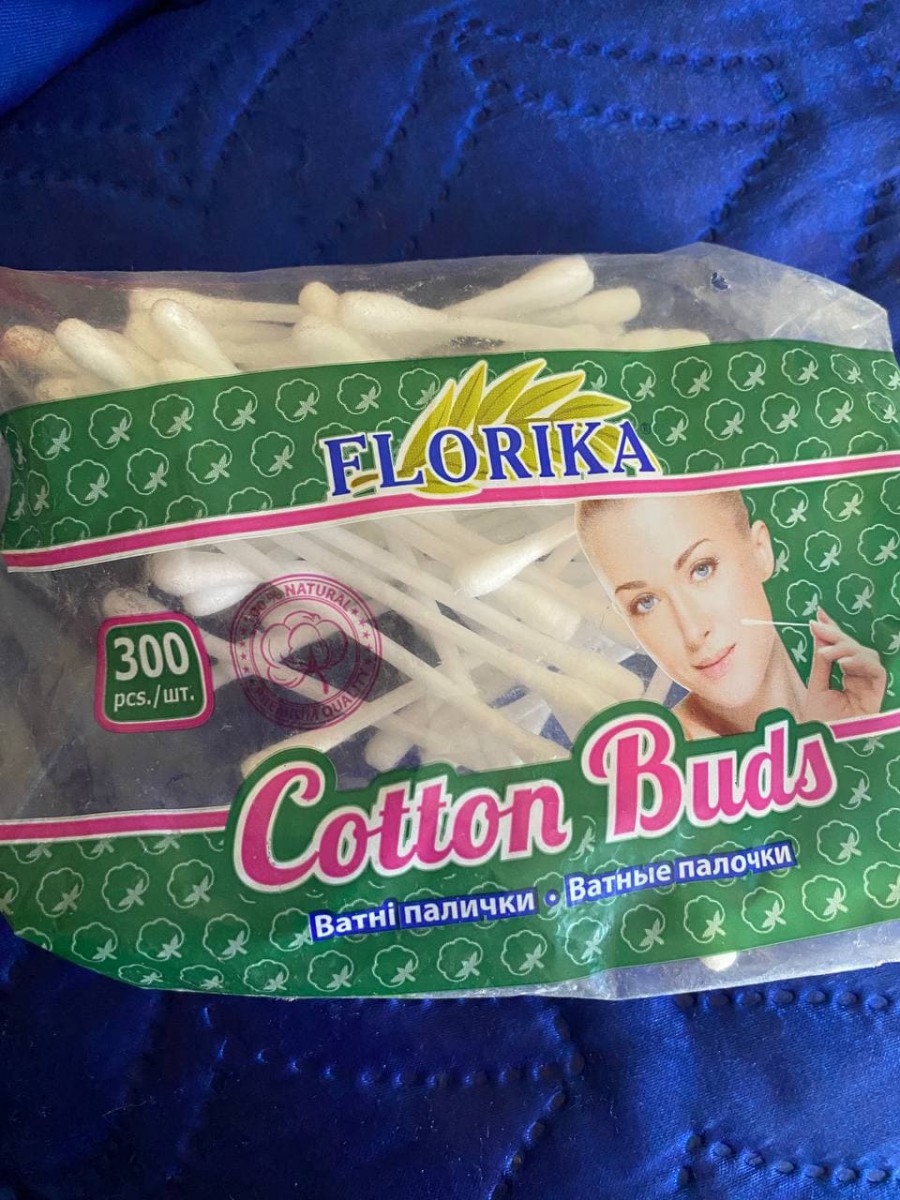 FLORIKA
100% NATURAL
300
pcs./шт.
PREMIUM QUALITY
Cotton Buds
Ватні палички • Ватные палочки